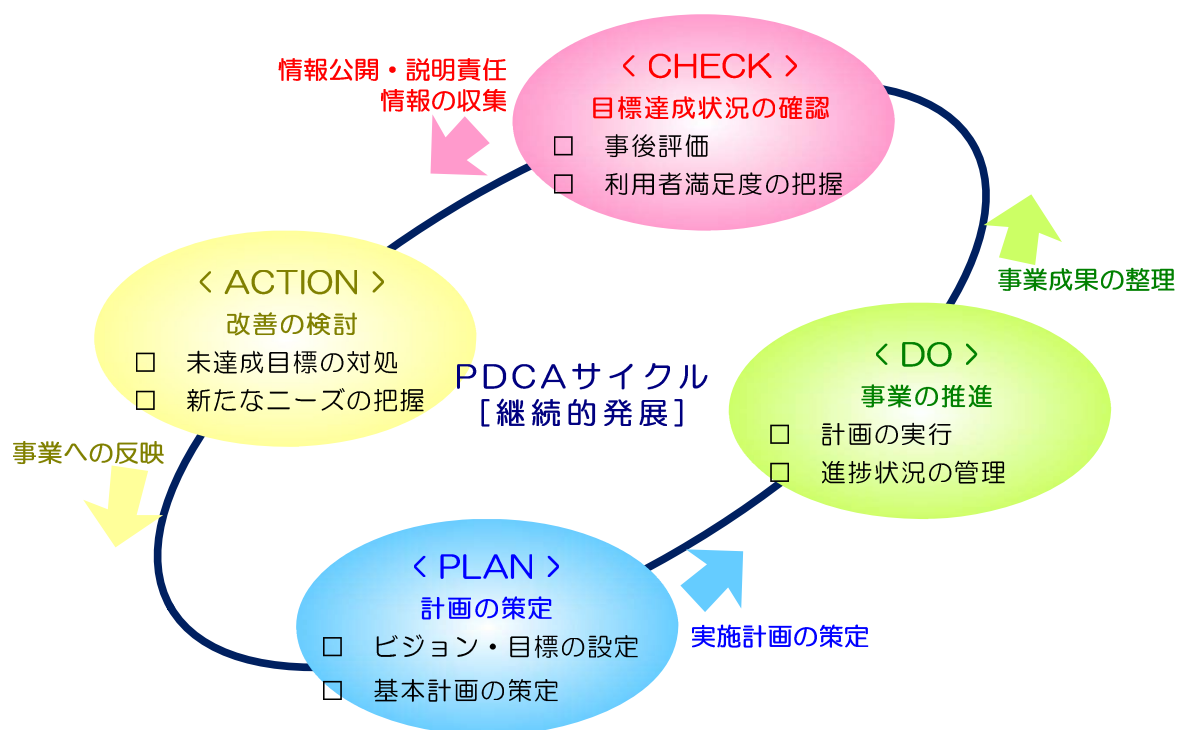 情報公開・説明責任
情報の収集
< CHECK >
目標達成状況の確認
□ 事後評価
□ 利用者満足度の把握
事業成果の整理
< ACTION >
改善の検討
□ 未達成目標の対処
□ 新たなニーズの把握
PDCAサイクル
[継続的発展]
< DO >
事業の推進
□ 計画の実行
□ 進捗状況の管理
事業への反映
< PLAN >
計画の策定
□ ビジョン・目標の設定
□ 基本計画の策定
実施計画の策定